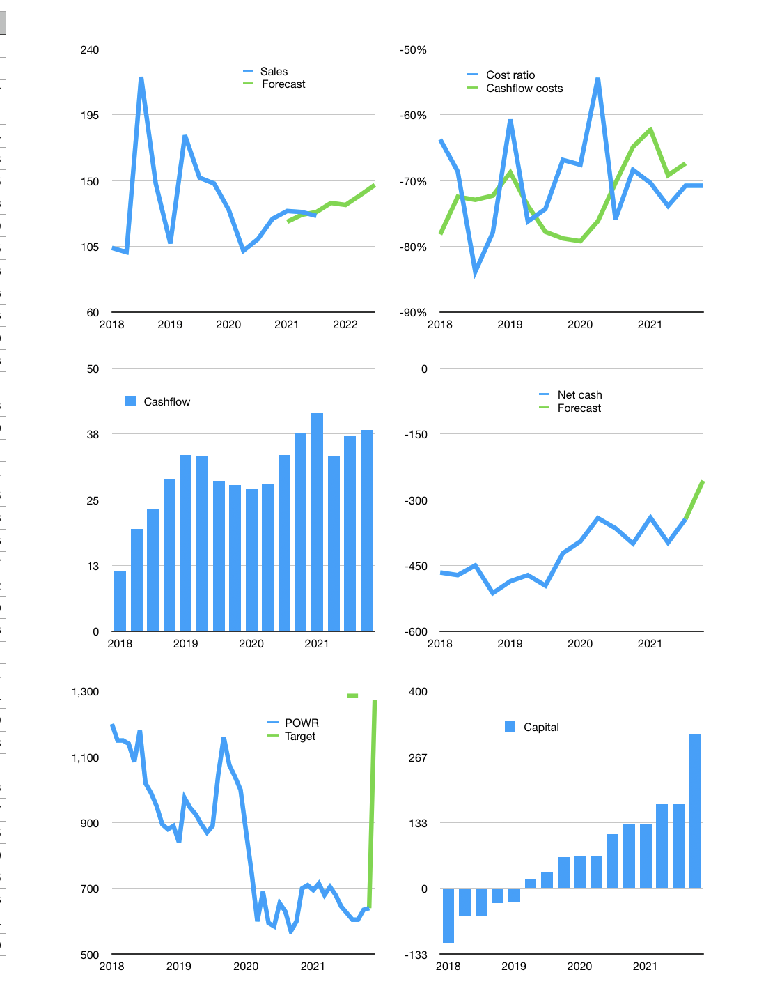 240
195
150
105
60
Sales
Forecast
2018 2019 2020 2021 2022
-50%
-60%
-70%
-80%
-90%
Cost ratio
Cashflow costs
2018 2019 2020 2021
50
38
25
13
0
Cashflow
2018 2019 2020 2021
0
-150
-300
-450
-600
Net cash
Forecast
2018 2019 2020 2021
1,300
1,100
900
700
500
POWR
Target
2018 2019 2020 2021
400
267
133
0
-133
Capital
2018 2019 2020 2021